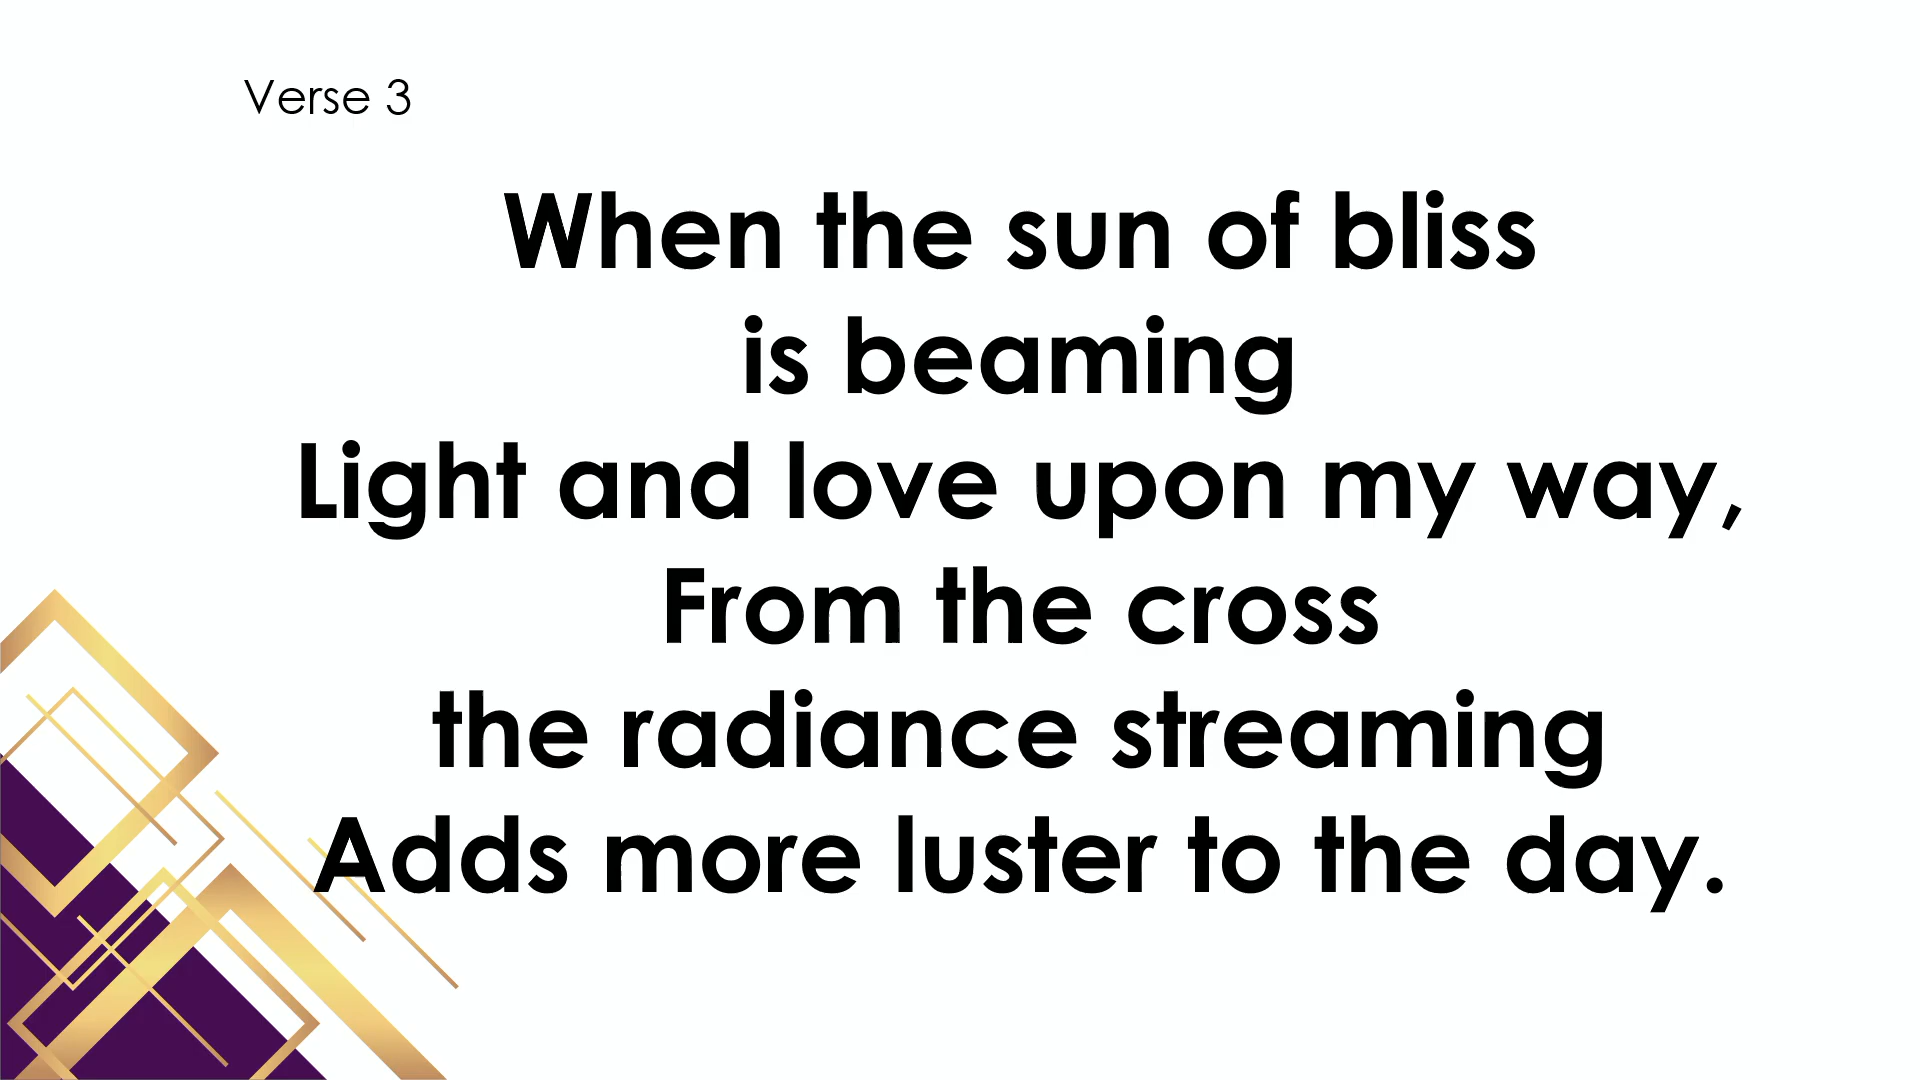 Verse 3
When the sun of bliss
is beaming
Light and love upon my way,
From the cross
the radiance streaming
Adds more luster to the day.